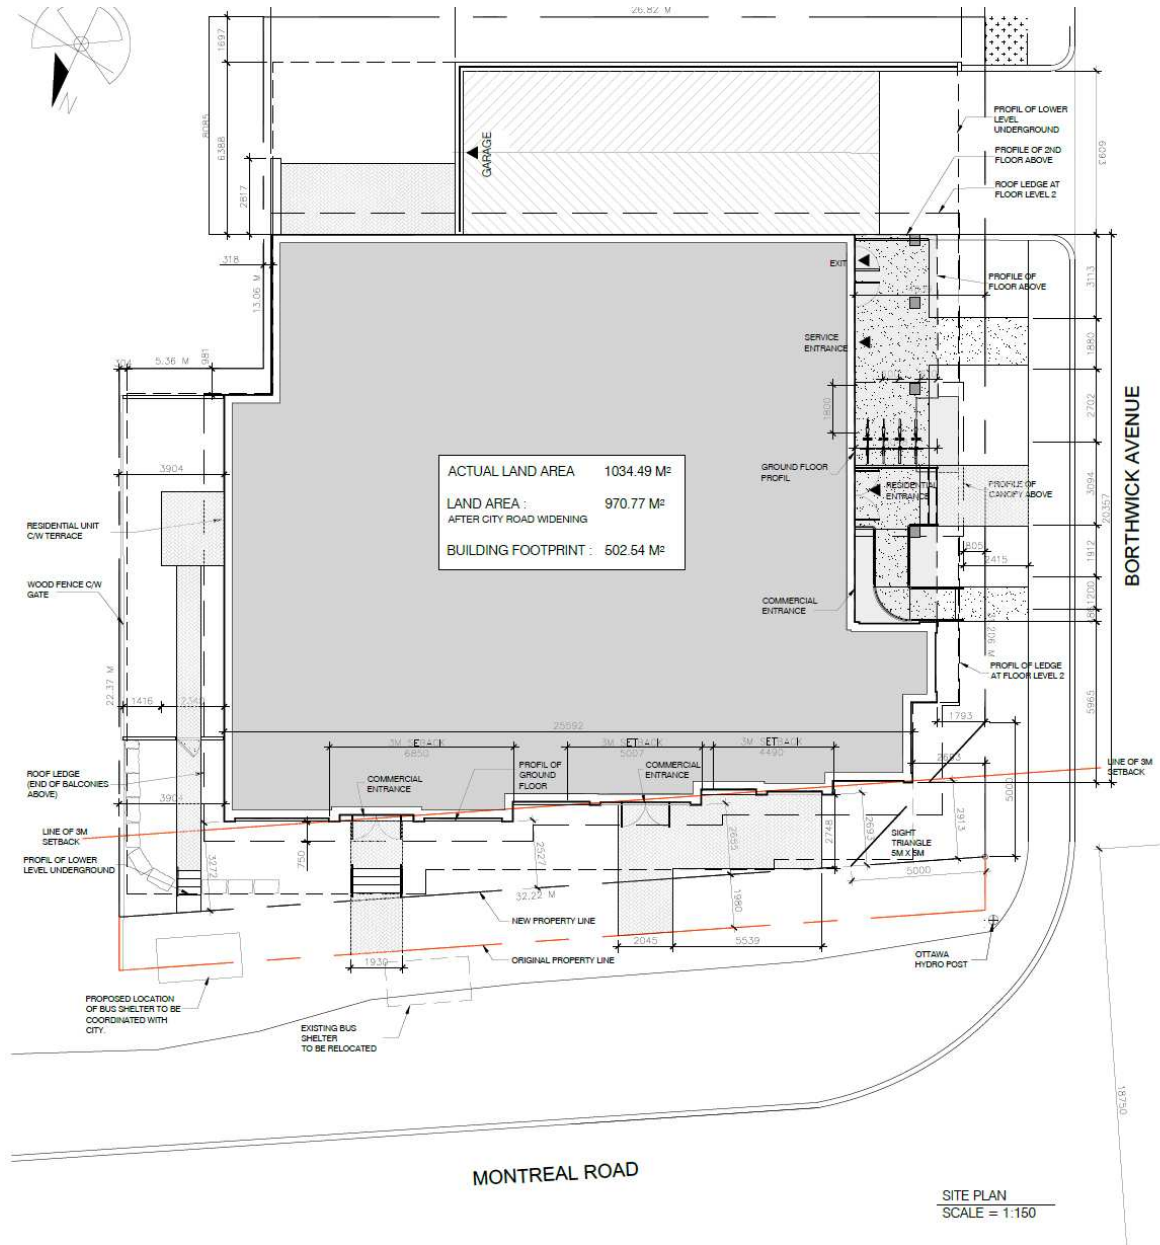 26.82 M
1697
8085
6388
2817
N
GARAGE
PROFIL OF LOWER
LEVEL
UNDERGROUND
PROFILE OF 2ND
FLOOR ABOVE
ROOF LEDGE AT
FLOOR LEVEL 2
6093
318
13.06 M
EXIT
PROFILE OF
FLOOR ABOVE
3113
SERVICE
ENTRANCE
1880
304
5.36 M
981
1800
2702
BORTHWICK AVENUE
3904
ACTUAL LAND AREA 1034.49 M²
LAND AREA : 970.77 M²
AFTER CITY ROAD WIDENING
BUILDING FOOTPRINT : 502.54 M²
GROUND FLOOR
PROFIL
RESIDENTIAL
ENTRANCE
PROFILE OF
CANOPY ABOVE
3094
20357
RESIDENTIAL UNIT
C/W TERRACE
805
2415
1912
WOOD FENCE C/W
GATE
COMMERCIAL
ENTRANCE
1200
486
22.37 M
PROFIL OF LEDGE
AT FLOOR LEVEL 2
5965
1416
25592
1793
3M SETBACK
6850
3M SETBACK
5007
3M SETBACK
4490
ROOF LEDGE
(END OF BALCONIES
ABOVE)
COMMERCIAL
ENTRANCE
PROFIL OF
GROUND
FLOOR
COMMERCIAL
ENTRANCE
LINE OF 3M
SETBACK
5000
3904
LINE OF 3M
SETBACK
750
2527
2655
2748
2693
SIGHT
TRIANGLE
5M X 5M
2913
PROFIL OF LOWER
LEVEL UNDERGROUND
3272
5000
32.22 M
1980
NEW PROPERTY LINE
2045
5539
1930
ORIGINAL PROPERTY LINE
OTTAWA
HYDRO POST
PROPOSED LOCATION
OF BUS SHELTER TO BE
COORDINATED WITH
CITY.
EXISTING BUS
SHELTER
TO BE RELOCATED
18750
MONTREAL ROAD
SITE PLAN
SCALE = 1:150